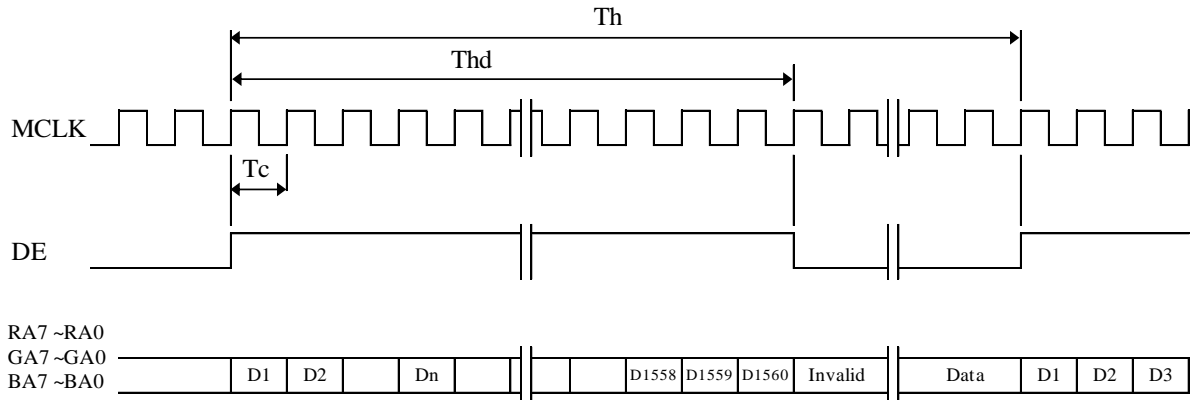 Th
Thd
MCLK
Tc
DE
RA7 ~RA0
GA7 ~GA0
BA7 ~BA0
D1 D2 Dn D1558 D1559 D1560 Invalid Data D1 D2 D3